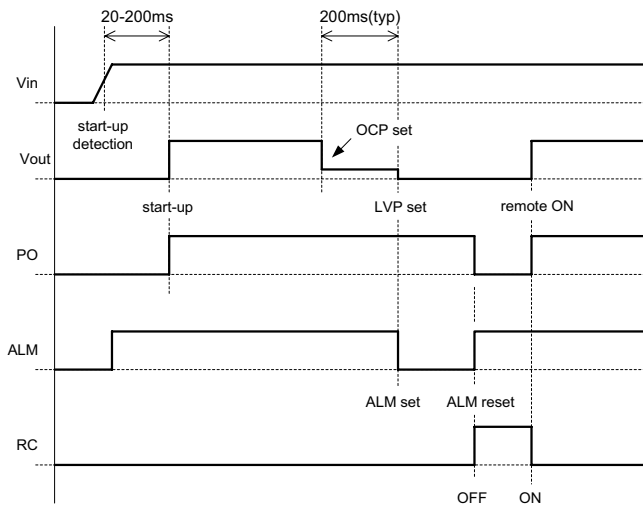 20-200ms
200ms(typ)
Vin
start-up
detection
OCP set
Vout
start-up
LVP set
remote ON
PO
ALM
ALM set
ALM reset
RC
OFF
ON